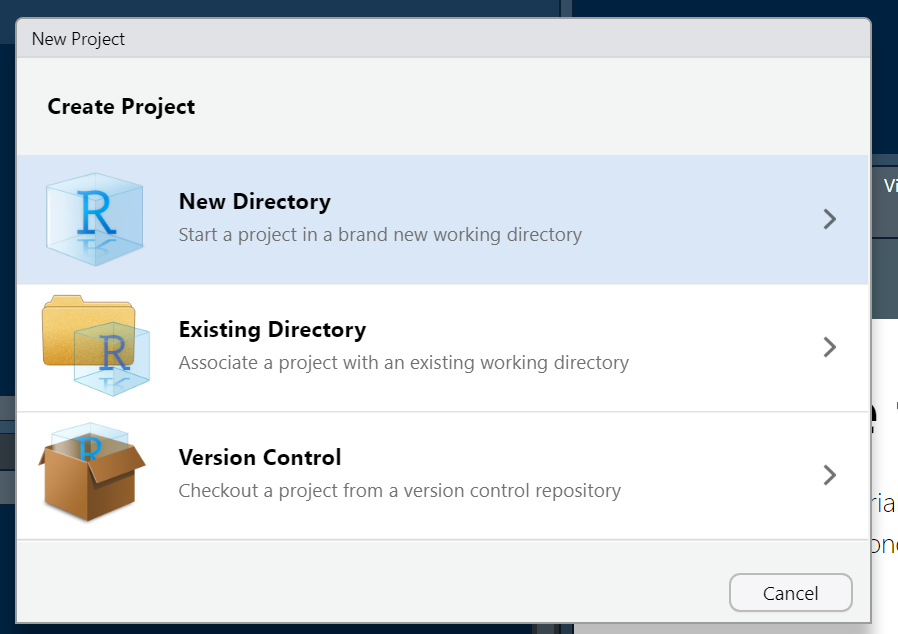 New Project
Create Project
New Directory
Start a project in a brand new working directory
Existing Directory
Associate a project with an existing working directory
Version Control
Checkout a project from a version control repository
Cancel
R
R
R